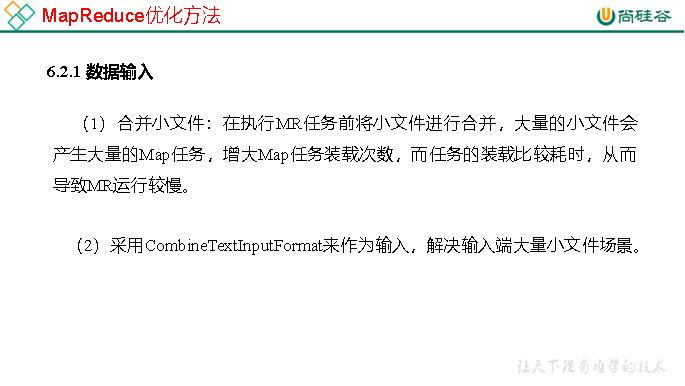 MapReduce优化方法
尚硅谷
6.2.1 数据输入
（1）合并小文件：在执行MR任务前将小文件进行合并，大量的小文件会
产生大量的Map任务，增大Map任务装载次数，而任务的装载比较耗时，从而
导致MR运行较慢。
（2）采用CombineTextInputFormat来作为输入，解决输入端大量小文件场景。
让天下没有难学的技术